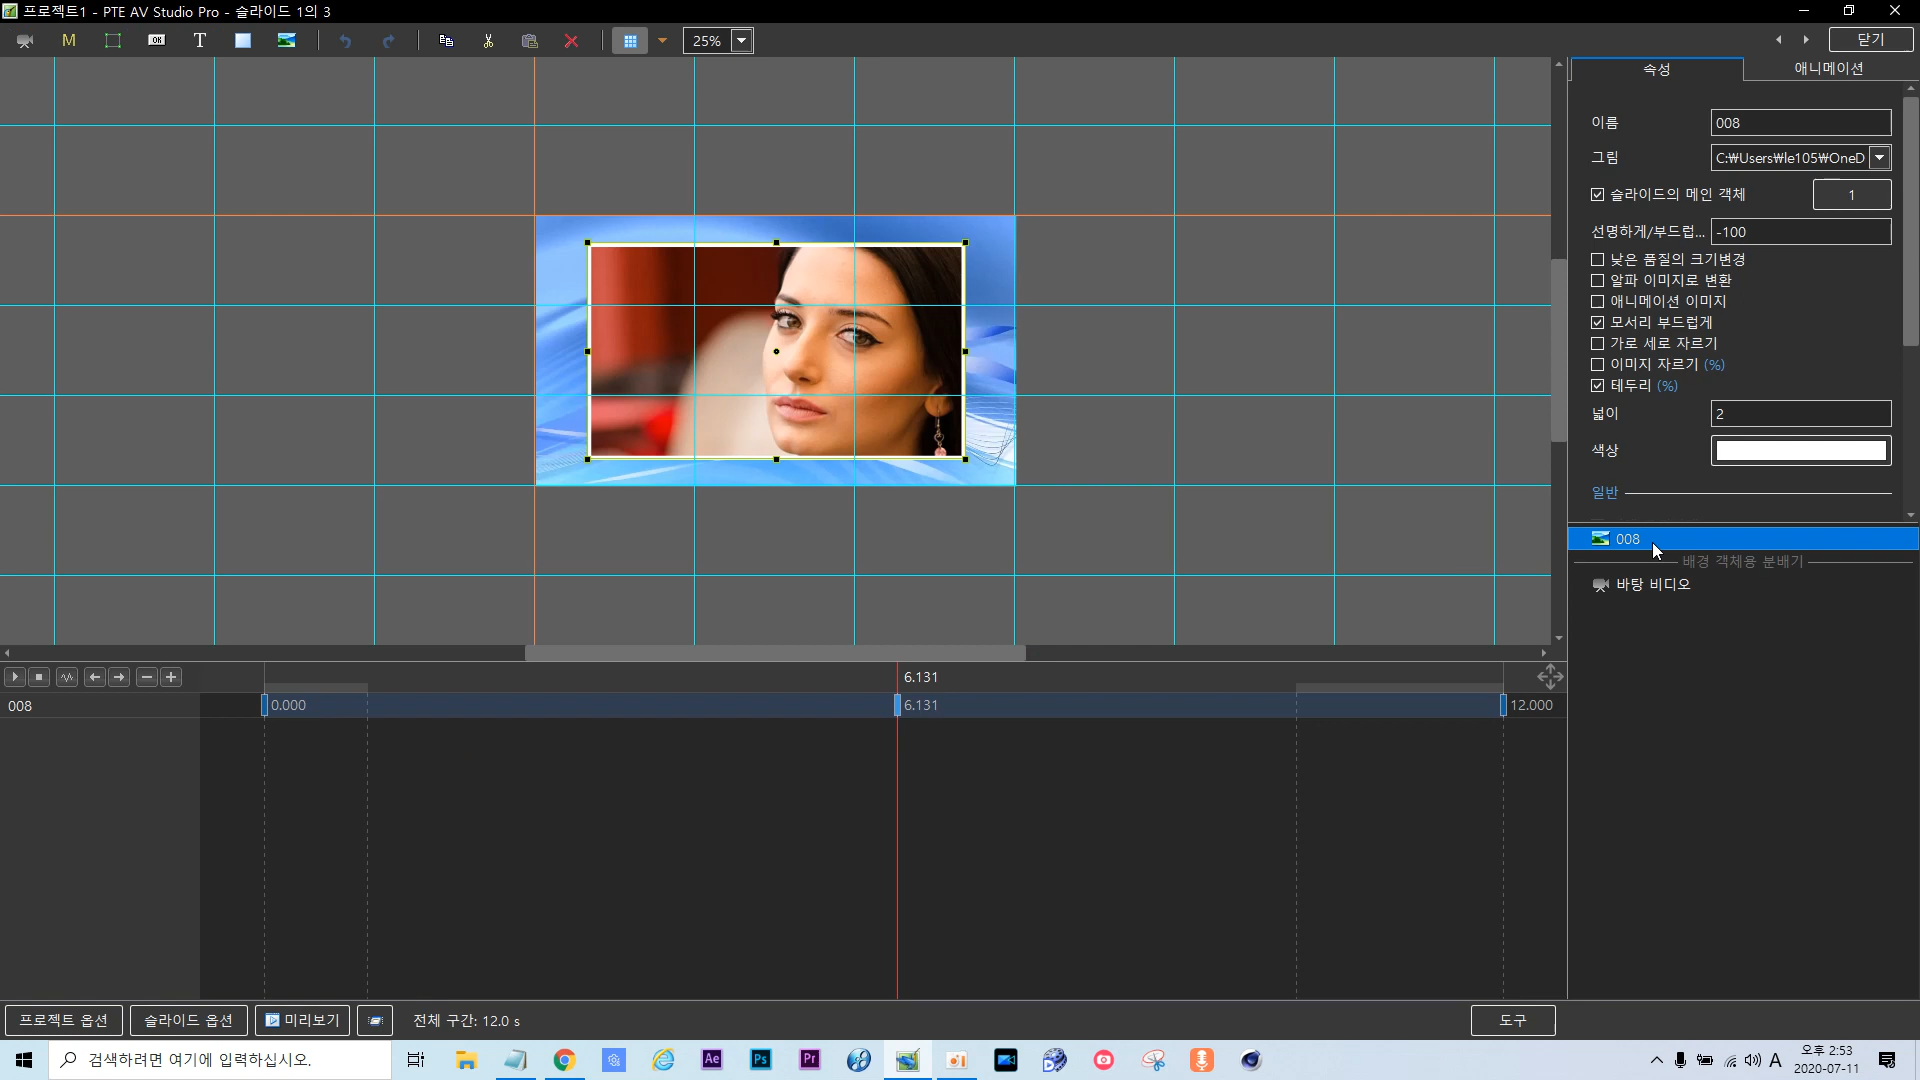 프로젝트1 - PTE AV Studio Pro - 슬라이드 1의 3
M OK T 25% 닫기
속성 애니메이션
이름 008
그림 C:₩Users₩le105₩OneD
슬라이드의 메인 객체 1
선명하게/부드럽... -100
낮은 품질의 크기변경
알파 이미지로 변환
애니메이션 이미지
모서리 부드럽게
가로 세로 자르기
이미지 자르기 (%)
테두리 (%)
넓이 2
색상
일반
008
배경 객체용 분배기
바탕 비디오
6.131
008 0.000 6.131 12.000
프로젝트 옵션 슬라이드 옵션 미리보기 전체 구간: 12.0 s 도구
검색하려면 여기에 입력하십시오. Ae Ps Pr A 오후 2:53
2020-07-11